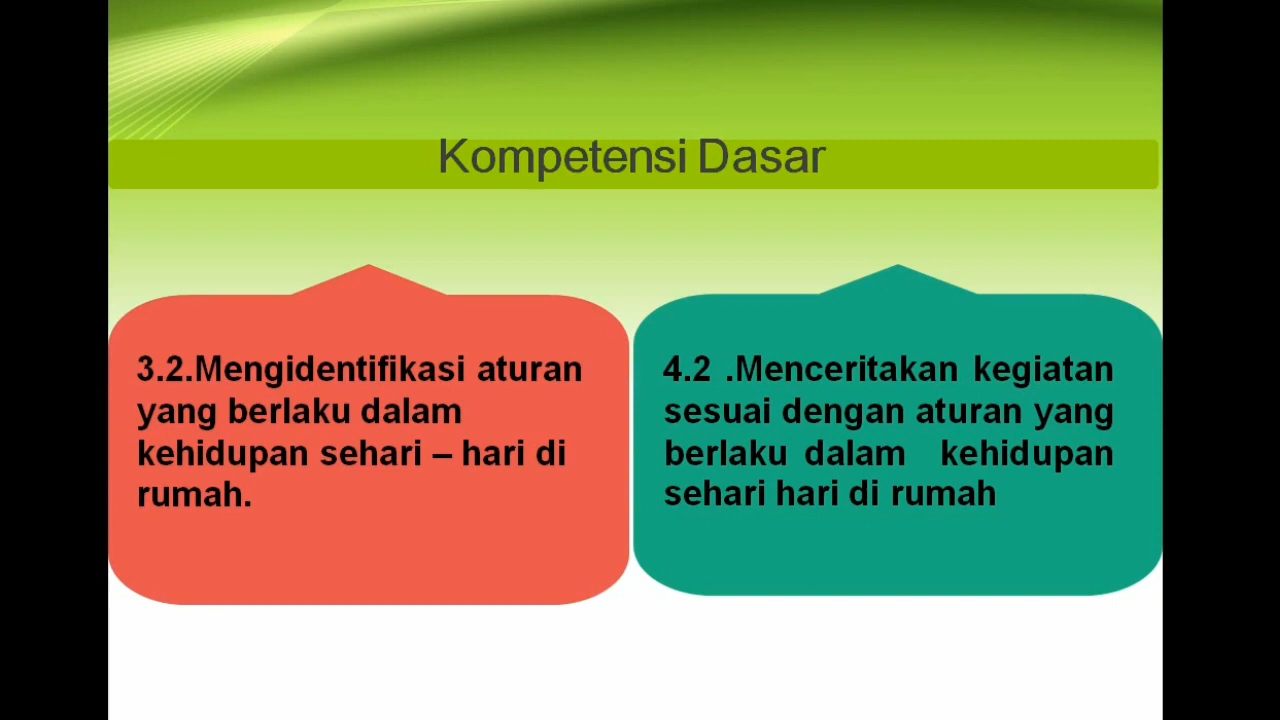 Kompetensi Dasar
3.2.Mengidentifikasi aturan
yang berlaku dalam
kehidupan sehari – hari di
rumah.
4.2 .Menceritakan kegiatan
sesuai dengan aturan yang
berlaku dalam kehidupan
sehari hari di rumah